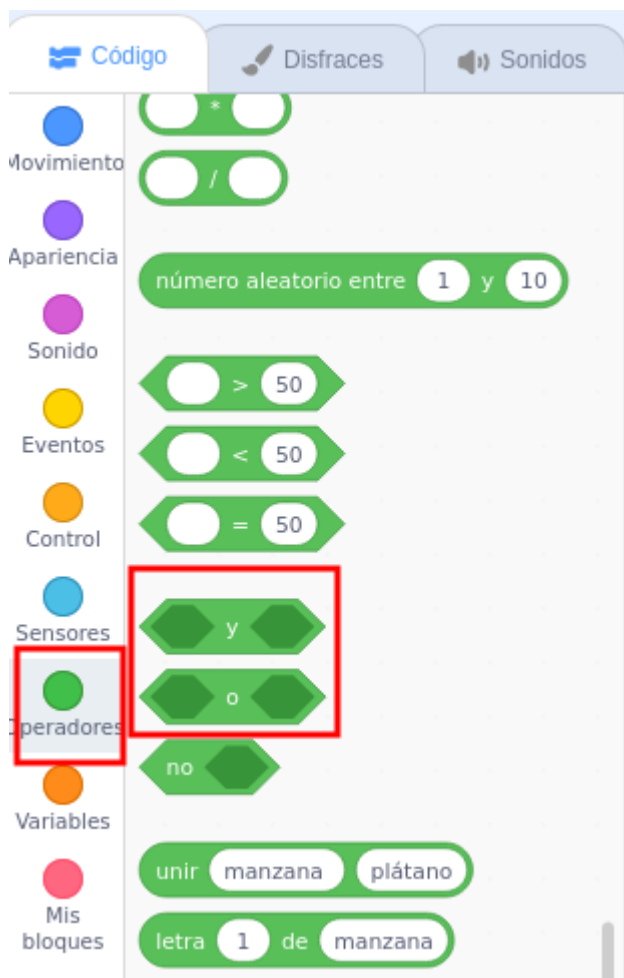 Código
Disfraces
Sonidos
Movimiento
Apariencia
Sonido
Eventos
Control
Sensores
Operadores
Variables
Mis
bloques
*
/
número aleatorio entre 1 y 10
> 50
< 50
= 50
y
o
no
unir manzana plátano
letra 1 de manzana